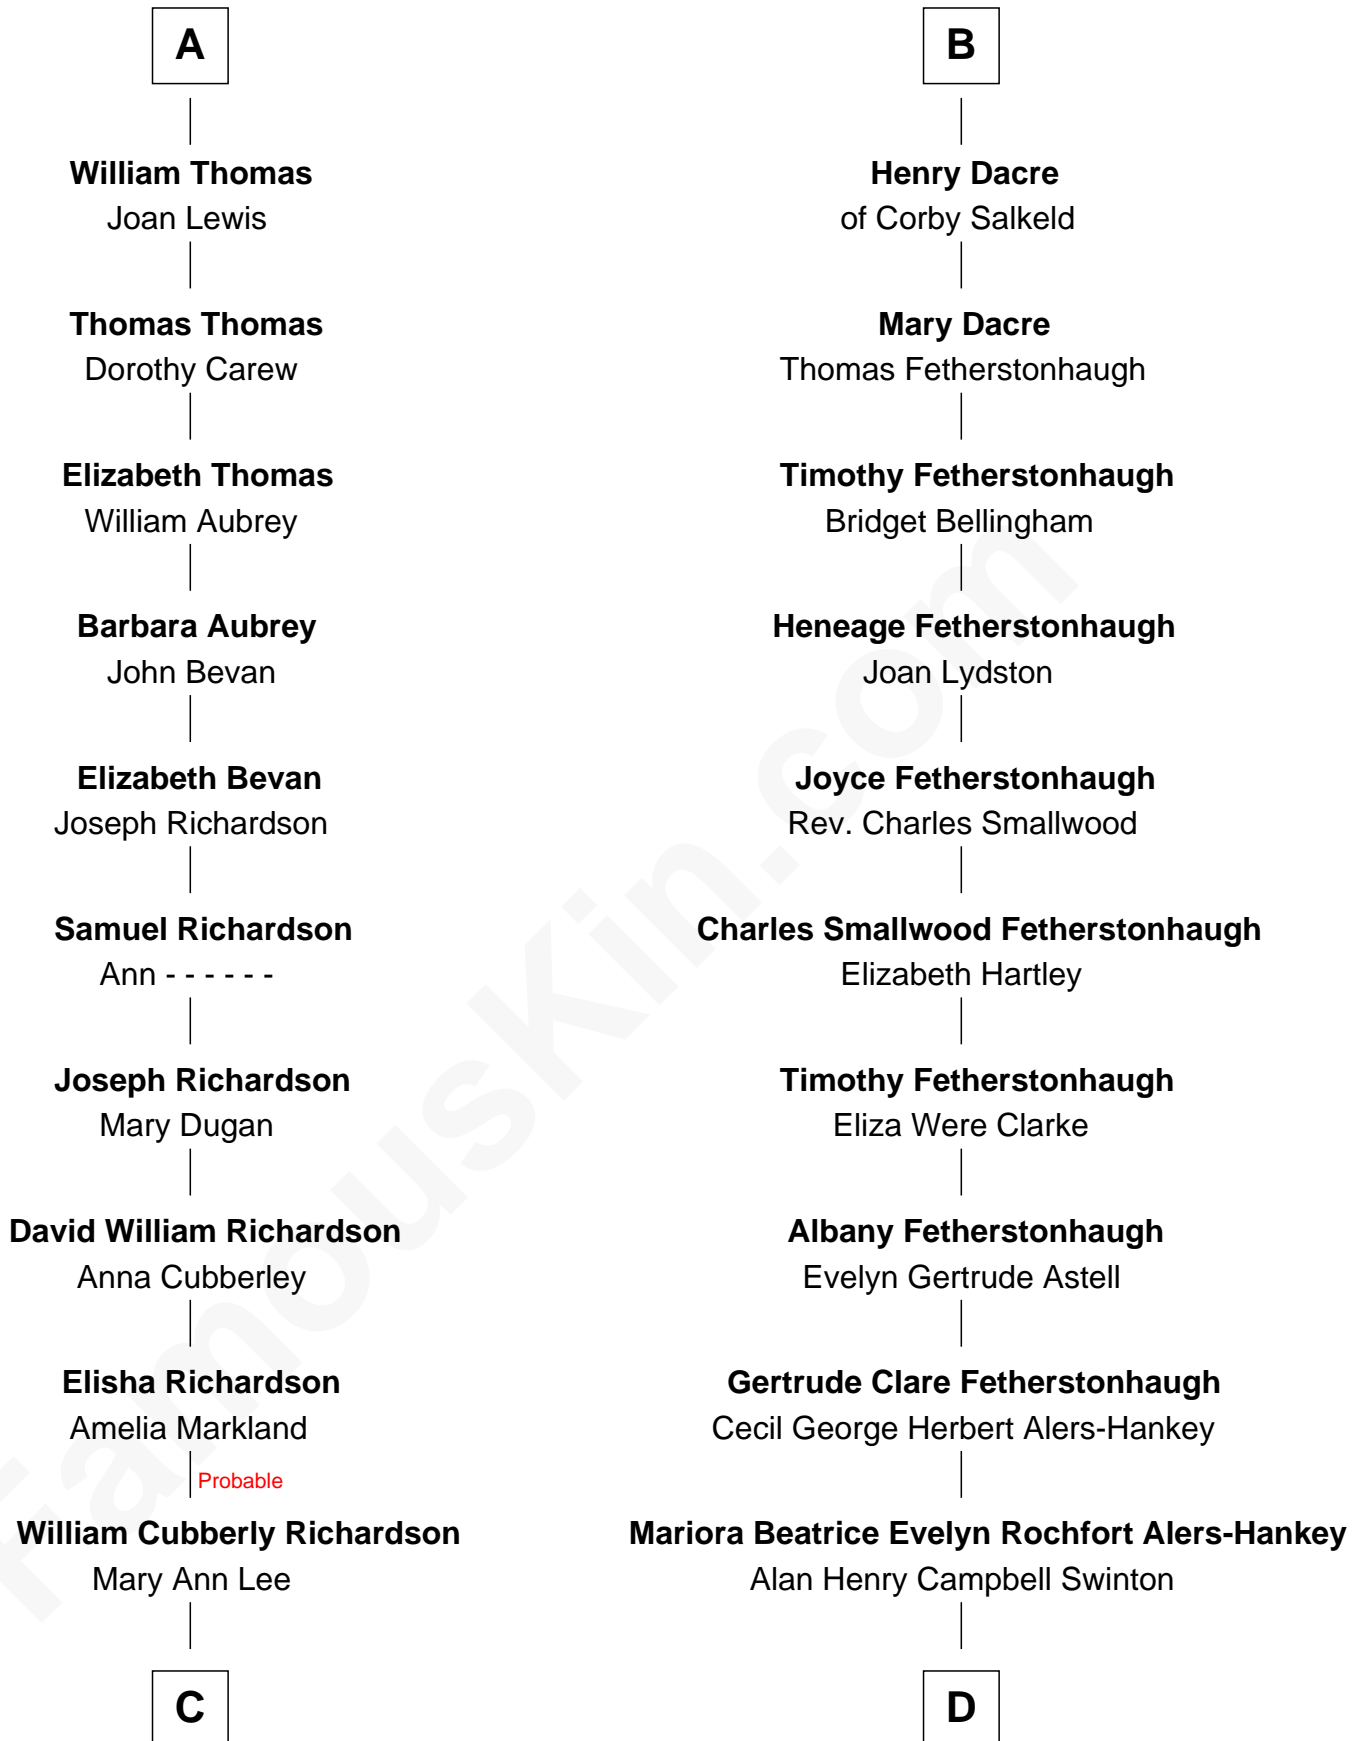 A
William Thomas
Joan Lewis
Thomas Thomas
Dorothy Carew
Elizabeth Thomas
William Aubrey
Barbara Aubrey
John Bevan
Elizabeth Bevan
Joseph Richardson
Samuel Richardson
Ann - - - - - -
Joseph Richardson
Mary Dugan
David William Richardson
Anna Cubberley
Elisha Richardson
Amelia Markland
Probable
William Cubberly Richardson
Mary Ann Lee
C
B
Henry Dacre
of Corby Salkeld
Mary Dacre
Thomas Fetherstonhaugh
Timothy Fetherstonhaugh
Bridget Bellingham
Heneage Fetherstonhaugh
Joan Lydston
Joyce Fetherstonhaugh
Rev. Charles Smallwood
Charles Smallwood Fetherstonhaugh
Elizabeth Hartley
Timothy Fetherstonhaugh
Eliza Were Clarke
Albany Fetherstonhaugh
Evelyn Gertrude Astell
Gertrude Clare Fetherstonhaugh
Cecil George Herbert Alers-Hankey
Mariora Beatrice Evelyn Rochfort Alers-Hankey
Alan Henry Campbell Swinton
D
FamousKin.com